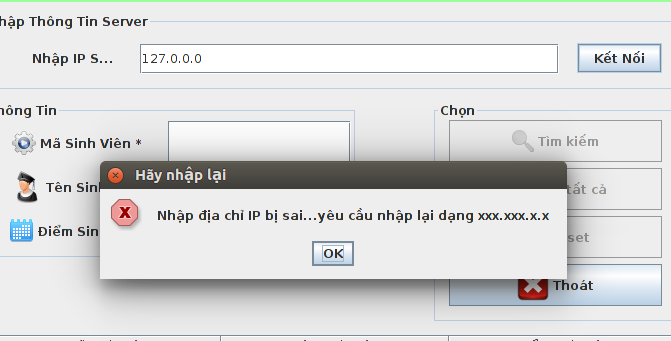 hập Thông Tin Server
Nhập IP S...
127.0.0.0
Kết Nối
hông Tin
Chọn
Mã Sinh Viên *
Tìm kiếm
Hãy nhập lại
Tên Sinh
tất cả
Nhập địa chỉ IP bị sai...yêu cầu nhập lại dạng xxx.xxx.x.x
Điểm Sin
set
OK
Thoát